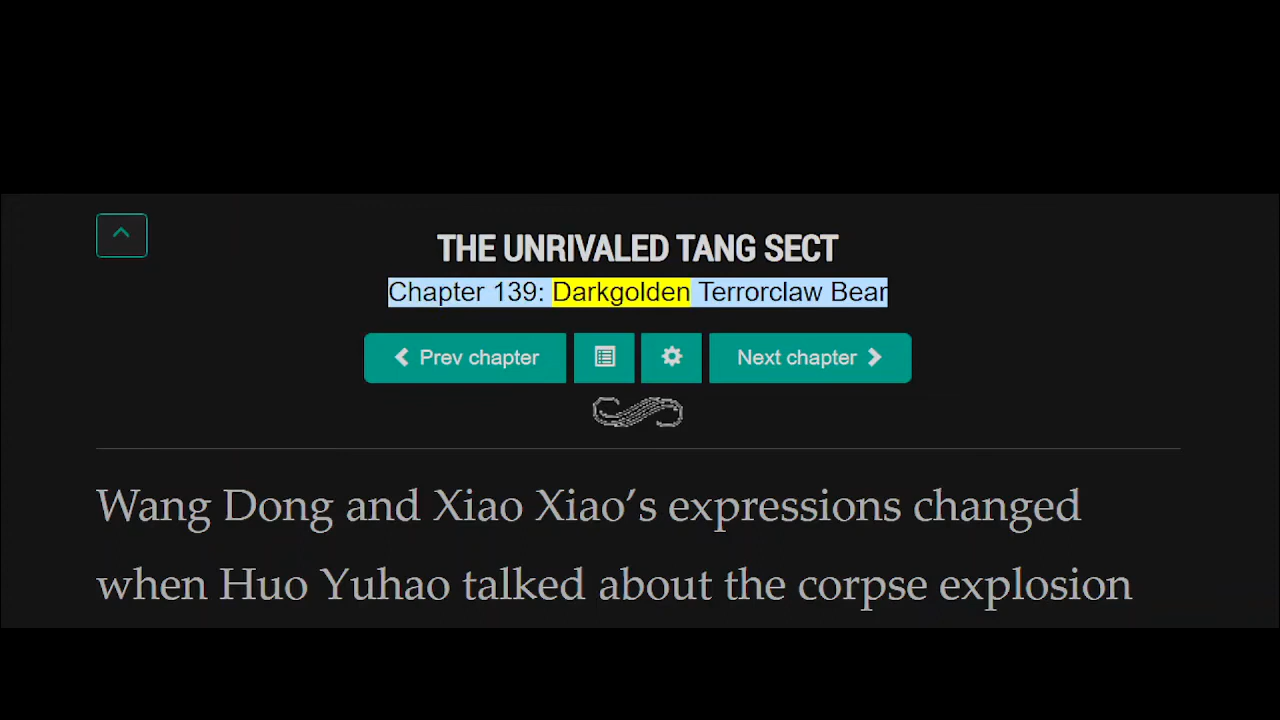 THE UNRIVALED TANG SECT
Chapter 139: Darkgolden Terrorclaw Bear
Prev chapter
Next chapter
Wang Dong and Xiao Xiao’s expressions changed
when Huo Yuhao talked about the corpse explosion